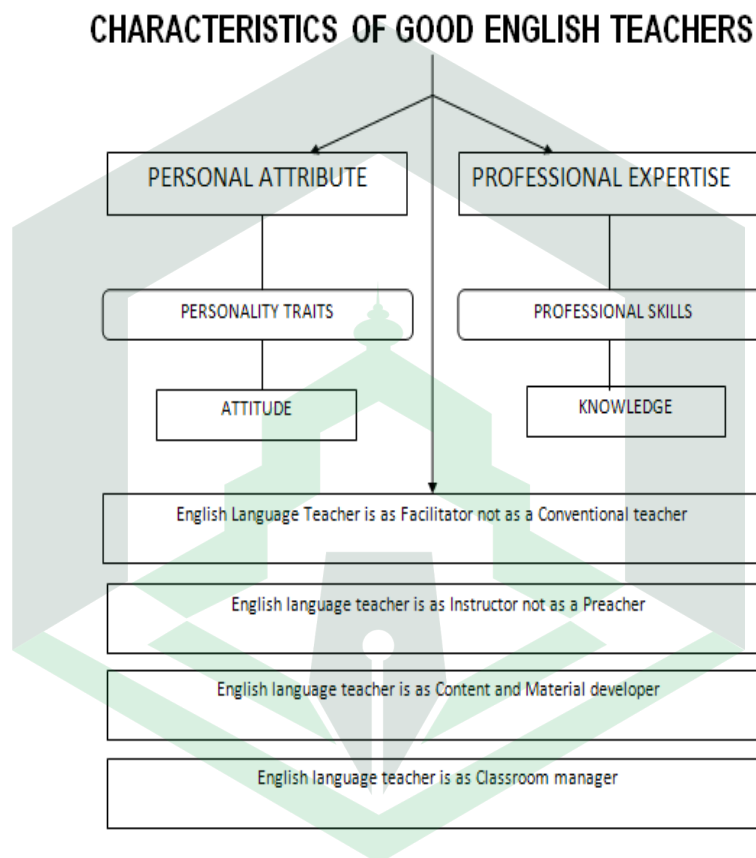 CHARACTERISTICS OF GOOD ENGLISH TEACHERS
PERSONAL ATTRIBUTE
PROFESSIONAL EXPERTISE
PERSONALITY TRAITS
PROFESSIONAL SKILLS
ATTITUDE
KNOWLEDGE
English Language Teacher is as Facilitator not as a Conventional teacher
English language teacher is as Instructor not as a Preacher
English language teacher is as Content and Material developer
English language teacher is as Classroom manager